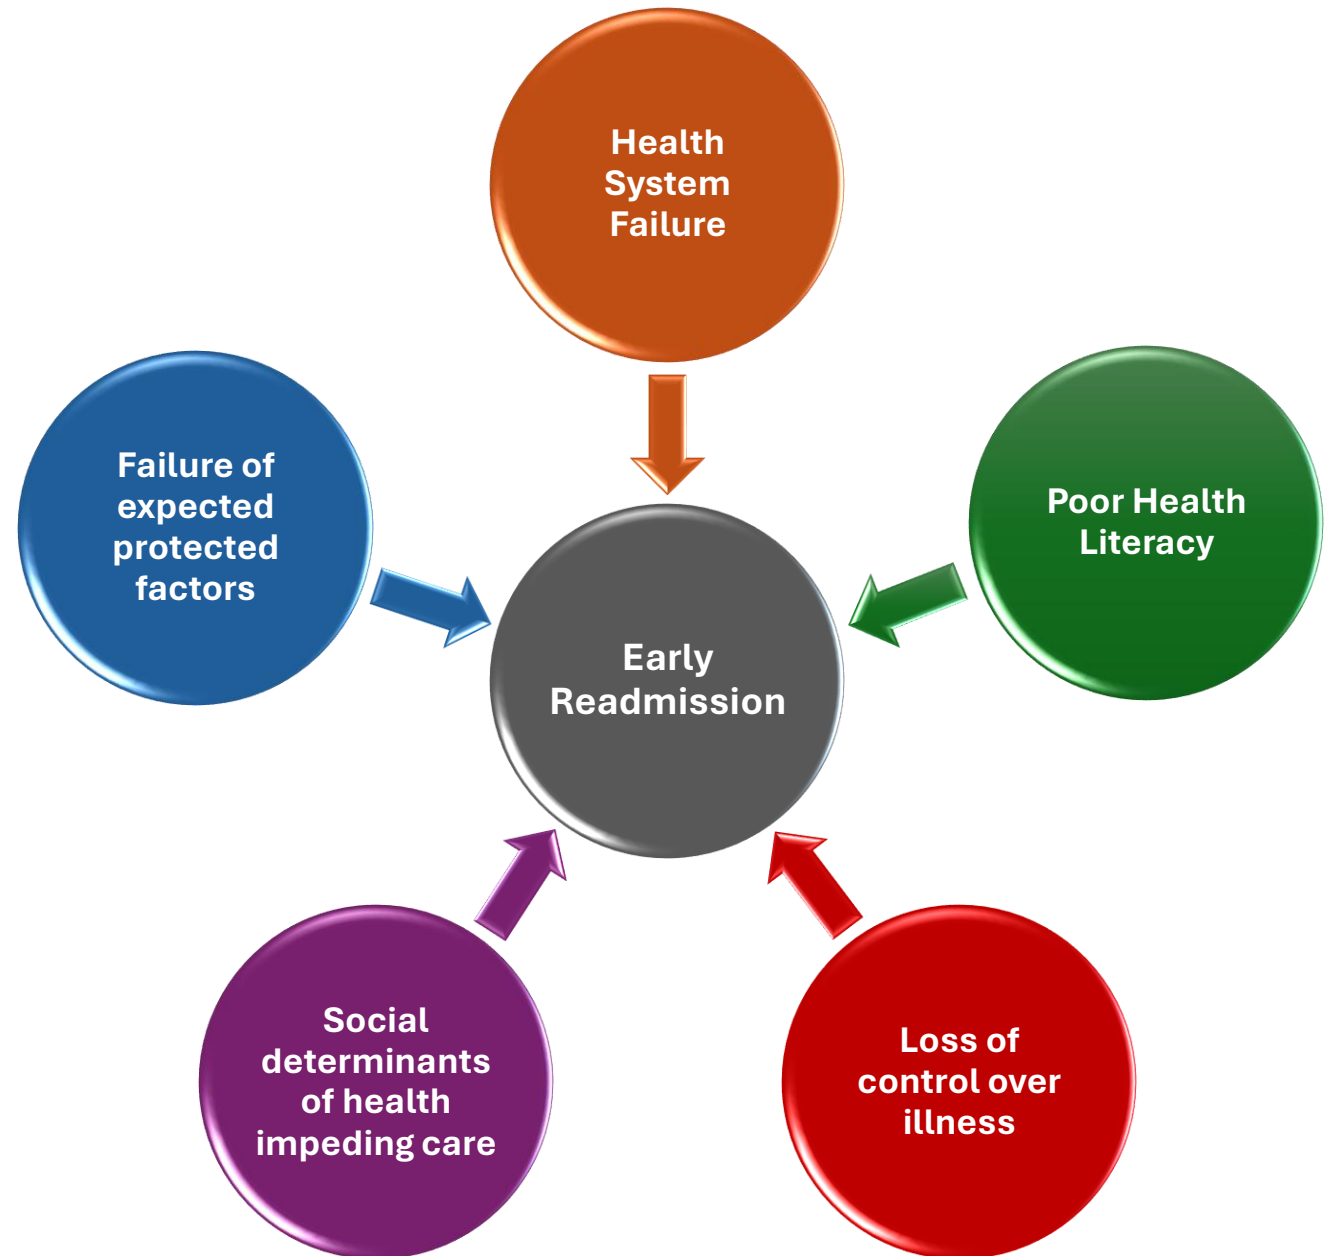 Health
System
Failure
Failure of
expected
protected
factors
Poor Health
Literacy
Early
Readmission
Social
determinants
of health
impeding care
Loss of
control over
illness